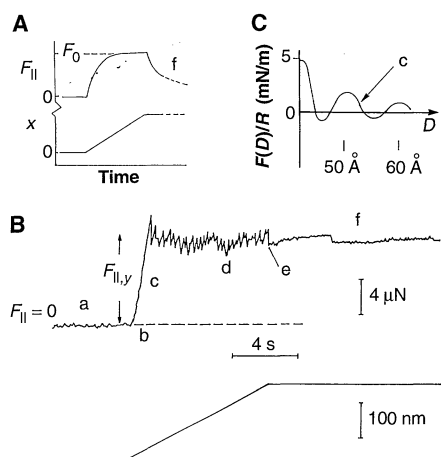 A
F||
F₀
f
0
x
0
Time
C
F(D)/R (mN/m)
5
0
c
D
50 Å
60 Å
B
F||,y
F|| = 0
a
b
c
d
e
f
4 μN
4 s
100 nm